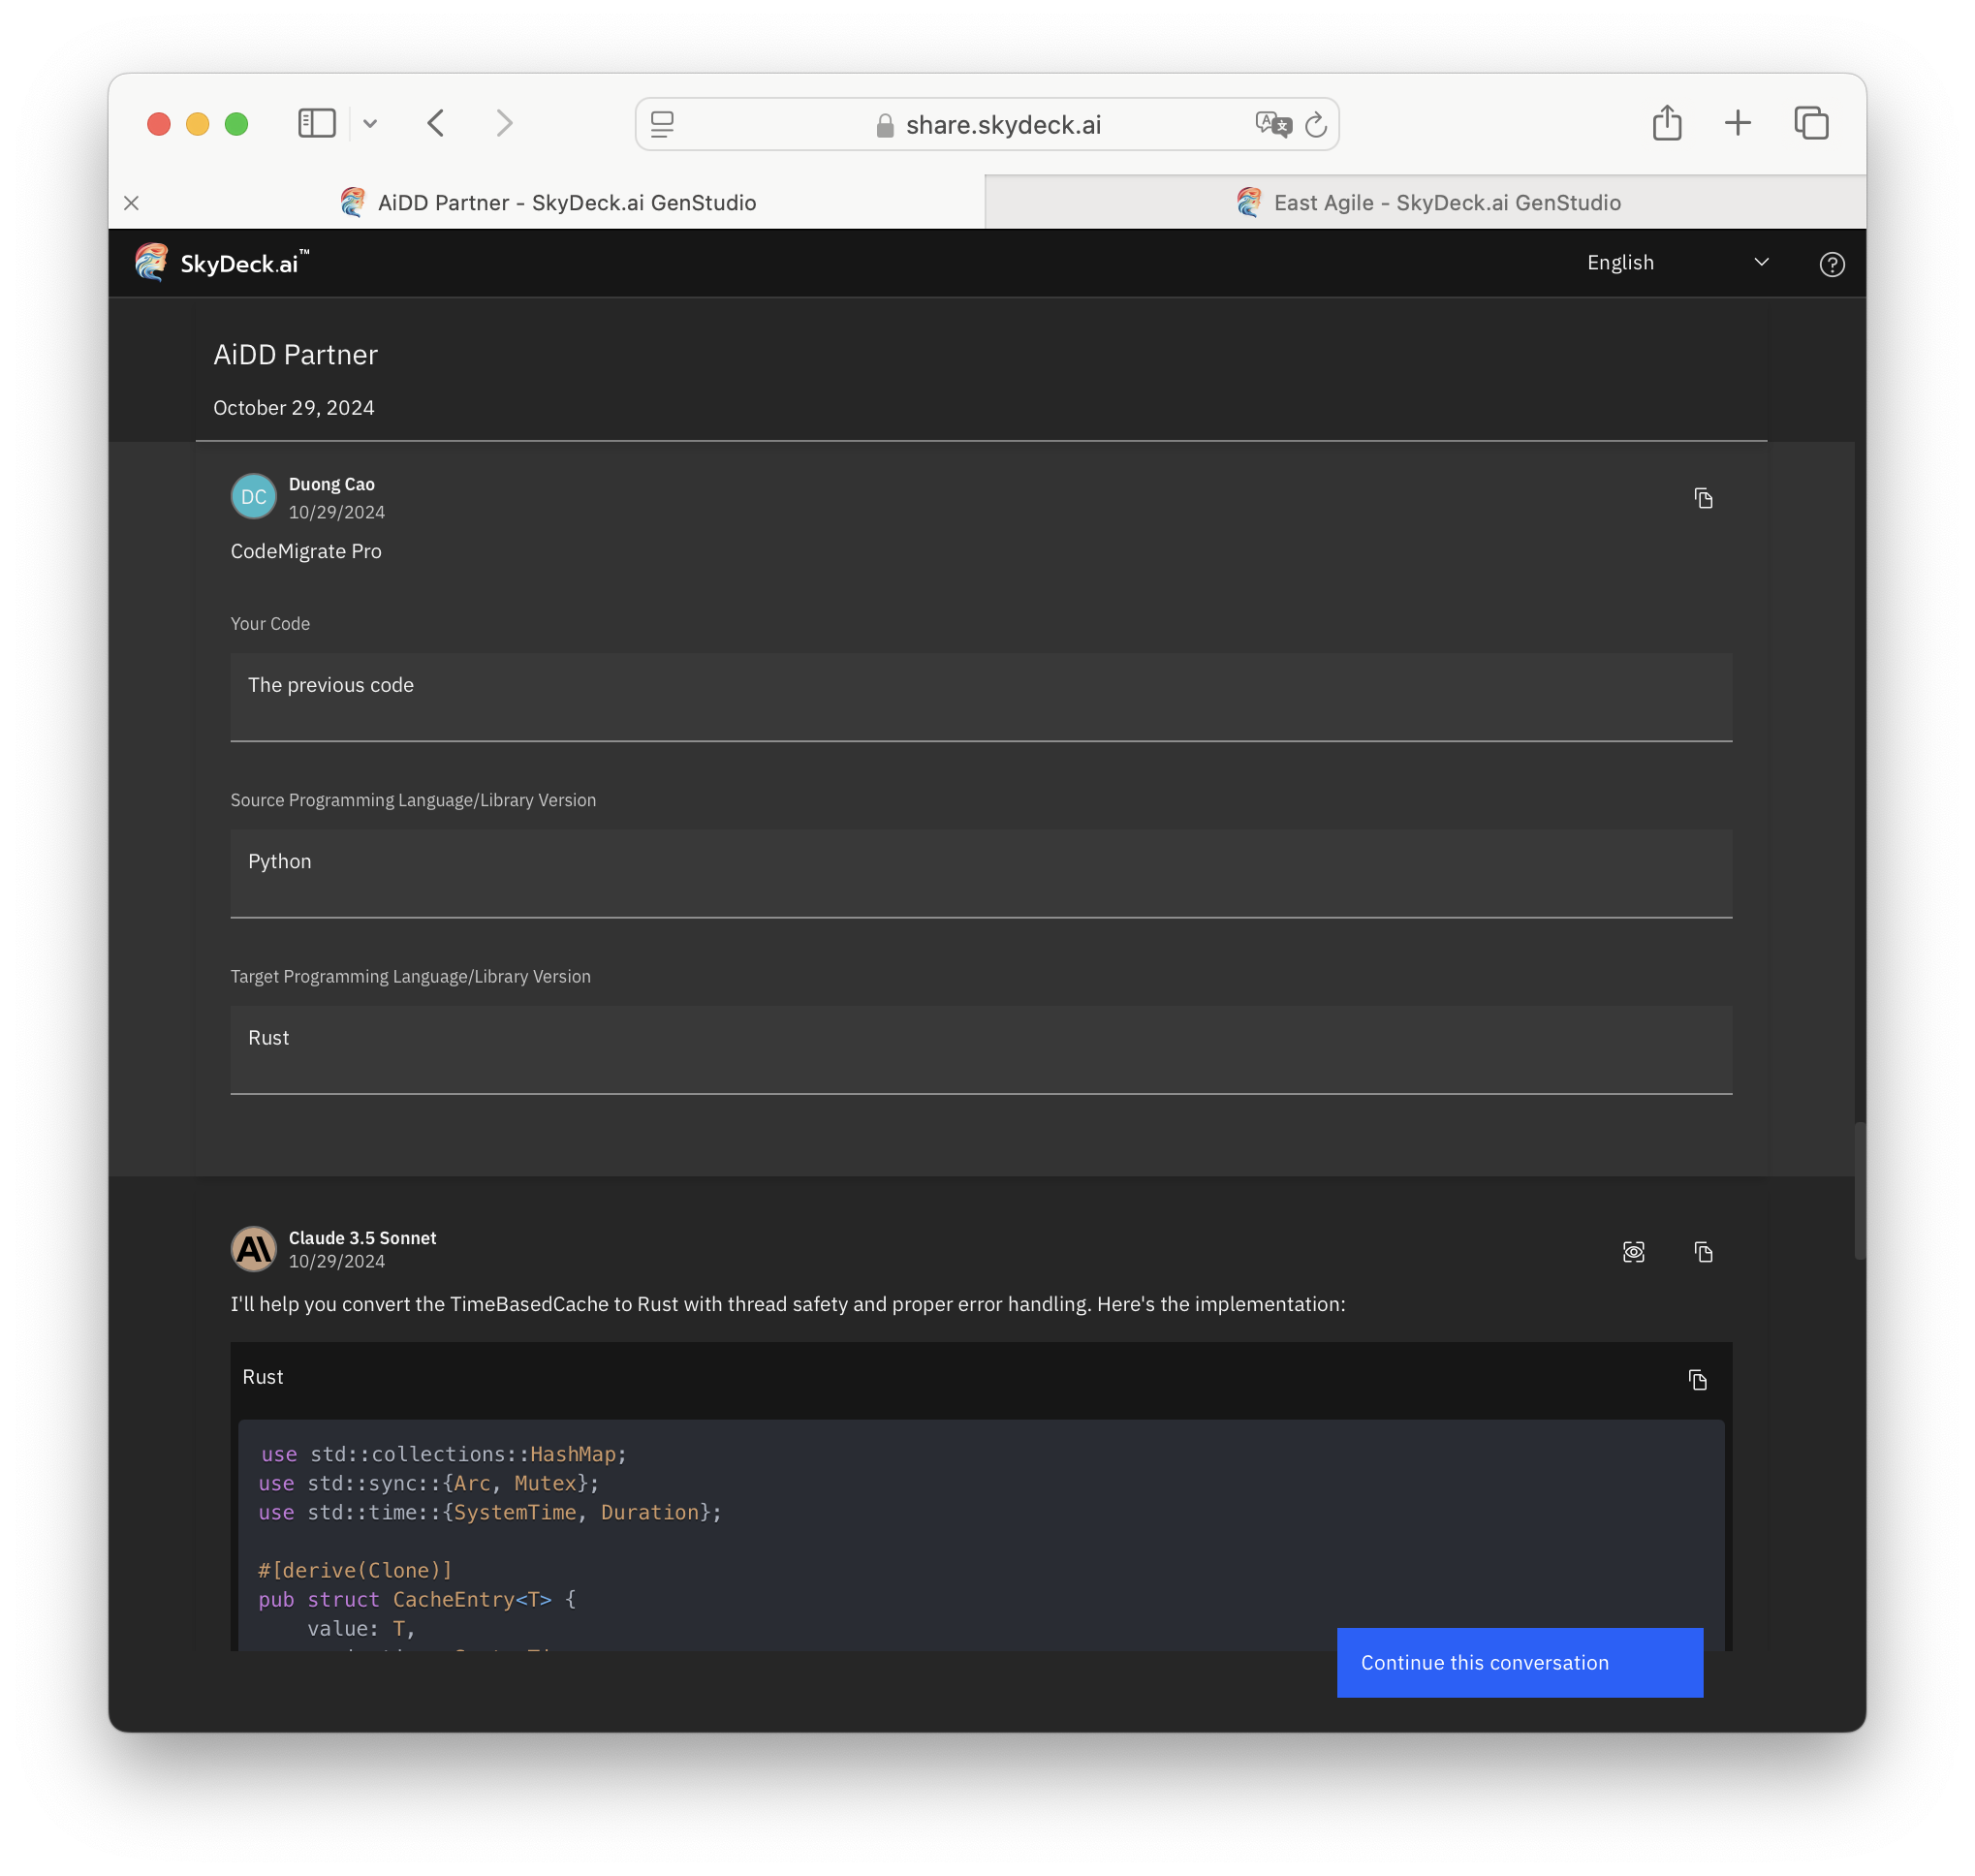 share.skydeck.ai
AiDD Partner - SkyDeck.ai GenStudio
East Agile - SkyDeck.ai GenStudio
SkyDeck.ai™
English
AiDD Partner
October 29, 2024
DC
Duong Cao
10/29/2024
CodeMigrate Pro
Your Code
The previous code
Source Programming Language/Library Version
Python
Target Programming Language/Library Version
Rust
Claude 3.5 Sonnet
10/29/2024
I'll help you convert the TimeBasedCache to Rust with thread safety and proper error handling. Here's the implementation:
Rust
use std::collections::HashMap;
use std::sync::{Arc, Mutex};
use std::time::{SystemTime, Duration};
#[derive(Clone)]
pub struct CacheEntry<T> {
    value: T,
Continue this conversation